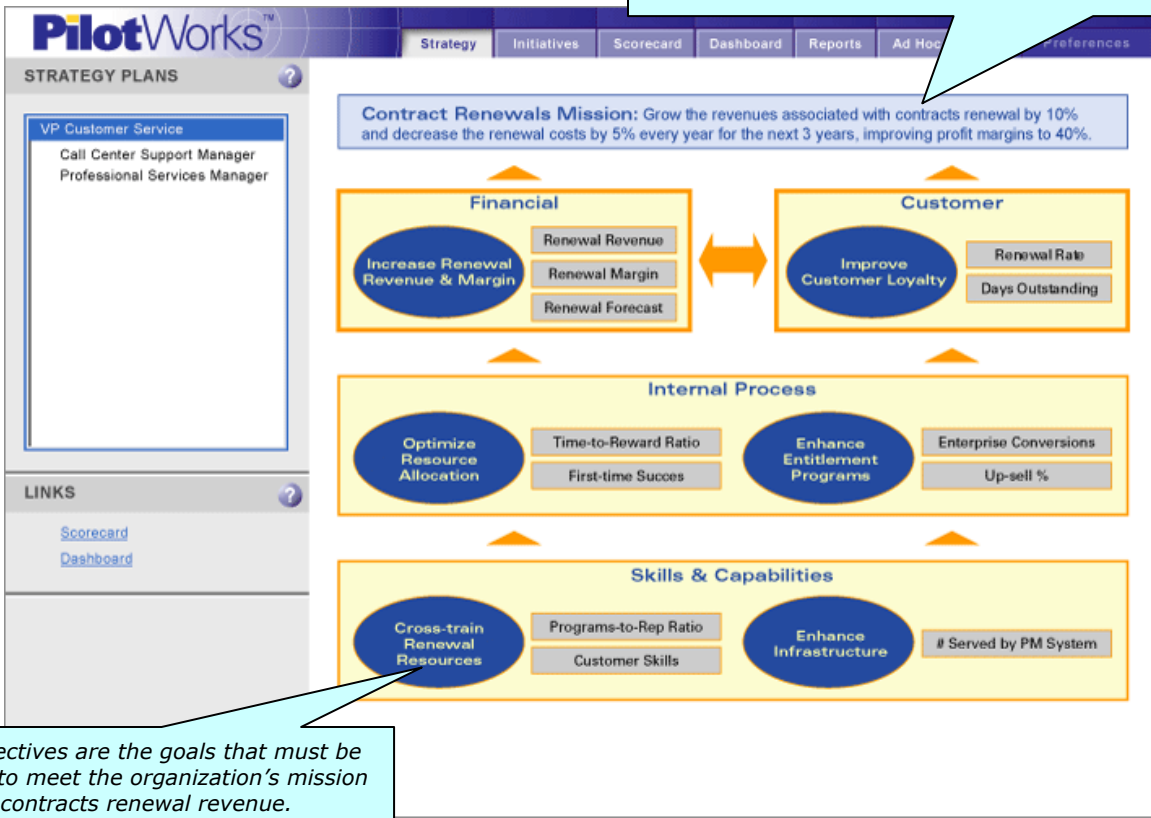 PilotWorks™
Strategy
Initiatives
Scorecard
Dashboard
Reports
Ad Hoc
Preferences
STRATEGY PLANS
?
VP Customer Service
Call Center Support Manager
Professional Services Manager
LINKS
?
Scorecard
Dashboard
Contract Renewals Mission: Grow the revenues associated with contracts renewal by 10%
and decrease the renewal costs by 5% every year for the next 3 years, improving profit margins to 40%.
Financial
Increase Renewal
Revenue & Margin
Renewal Revenue
Renewal Margin
Renewal Forecast
Customer
Improve
Customer Loyalty
Renewal Rate
Days Outstanding
Internal Process
Optimize
Resource
Allocation
Time-to-Reward Ratio
First-time Succes
Enhance
Entitlement
Programs
Enterprise Conversions
Up-sell %
Skills & Capabilities
Cross-train
Renewal
Resources
Programs-to-Rep Ratio
Customer Skills
Enhance
Infrastructure
# Served by PM System
are the goals that must be
to meet the organization's mission
contracts renewal revenue.